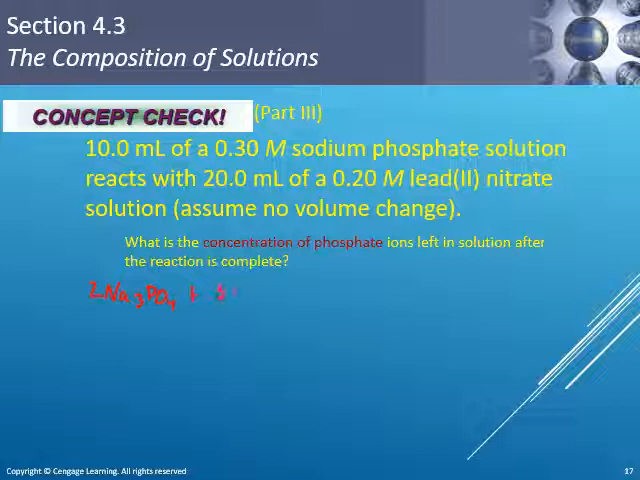 Section 4.3
The Composition of Solutions
CONCEPT CHECK! (Part III)
10.0 mL of a 0.30 M sodium phosphate solution
reacts with 20.0 mL of a 0.20 M lead(II) nitrate
solution (assume no volume change).
What is the concentration of phosphate ions left in solution after
the reaction is complete?
2Na₃PO₄ + 3
Copyright © Cengage Learning. All rights reserved
17